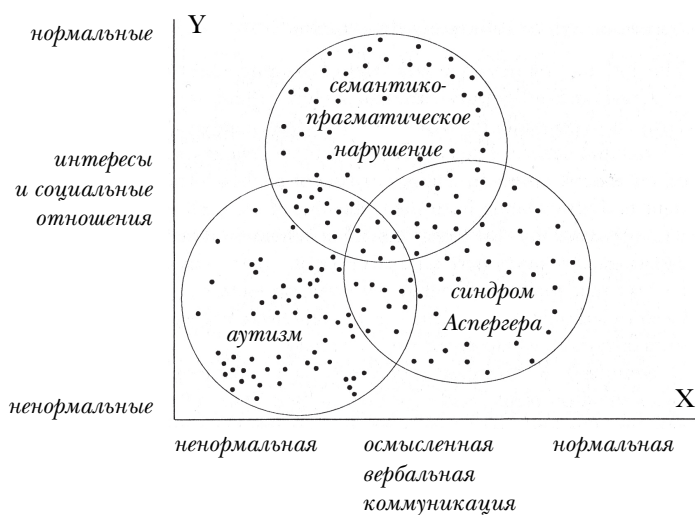 нормальные
Y
семантико-
прагматическое
нарушение
интересы
и социальные
отношения
синдром
Аспергера
аутизм
ненормальные
X
ненормальная
осмысленная
вербальная
коммуникация
нормальная